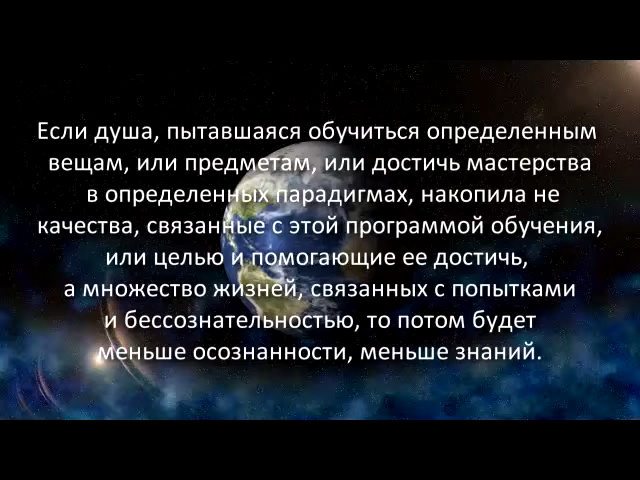 Если душа, пытавшаяся обучиться определенным
вещам, или предметам, или достичь мастерства
в определенных парадигмах, накопила не
качества, связанные с этой программой обучения,
или целью и помогающие ее достичь,
а множество жизней, связанных с попытками
и бессознательностью, то потом будет
меньше осознанности, меньше знаний.